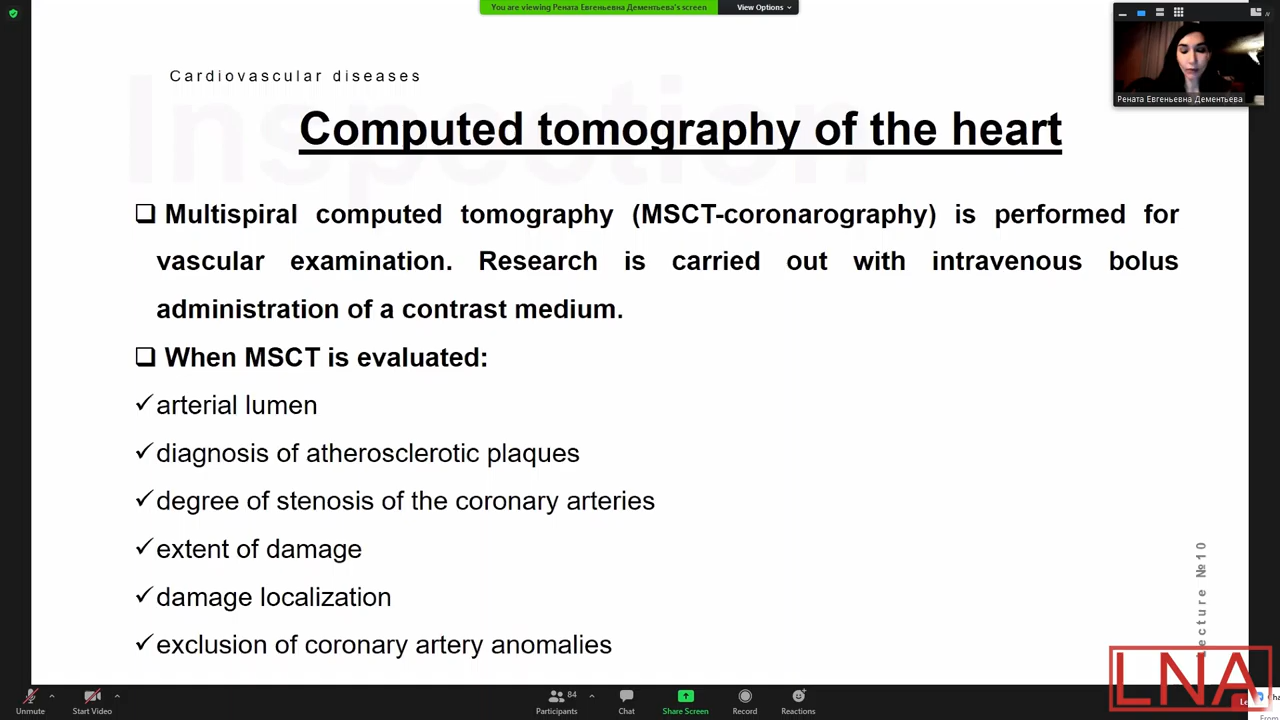 You are viewing Рената Евгеньевна Дементьева's screen
View Options
Cardiovascular diseases
Inspection
Computed tomography of the heart
Рената Евгеньевна Дементьева
❑ Multispiral computed tomography (MSCT-coronarography) is performed for
vascular examination. Research is carried out with intravenous bolus
administration of a contrast medium.
❑ When MSCT is evaluated:
✓arterial lumen
✓diagnosis of atherosclerotic plaques
✓degree of stenosis of the coronary arteries
✓extent of damage
✓damage localization
✓exclusion of coronary artery anomalies
Lecture №10
LNA
Unmute
Start Video
84
Participants
Chat
Share Screen
Record
Reactions